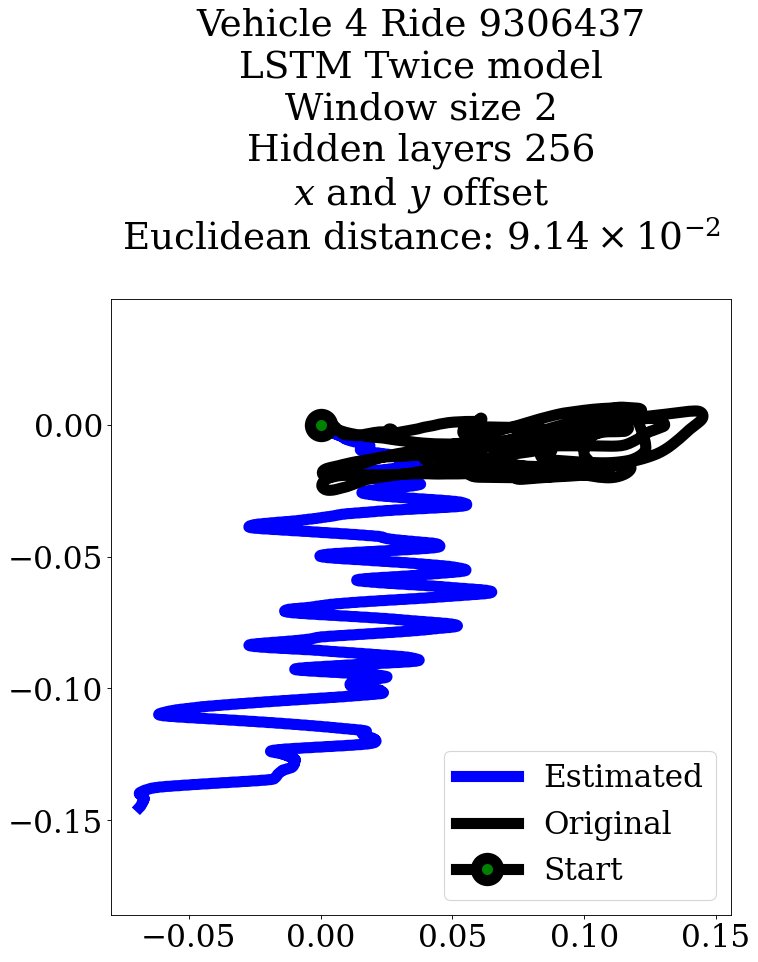 Vehicle 4 Ride 9306437
LSTM Twice model
Window size 2
Hidden layers 256
x and y offset
Euclidean distance: 9.14 × 10⁻²
0.00
−0.05
−0.10
−0.15
Estimated
Original
Start
−0.05 0.00 0.05 0.10 0.15